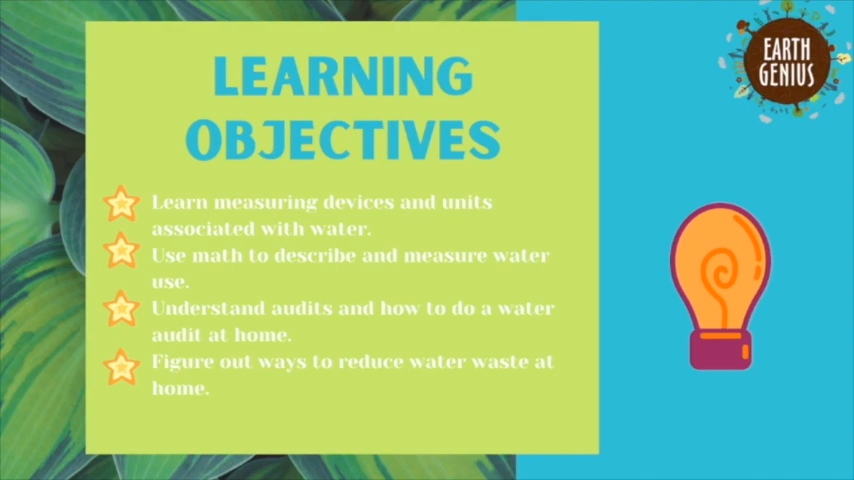 EARTH
GENIUS
LEARNING
OBJECTIVES
Learn measuring devices and units
associated with water.
Use math to describe and measure water
use.
Understand audits and how to do a water
audit at home.
Figure out ways to reduce water waste at
home.